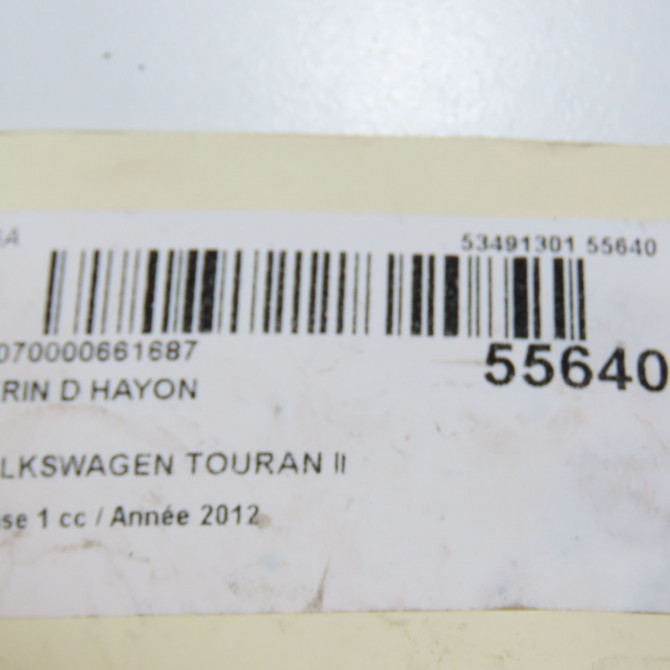 53491301 55640
070000661687
55640
RIN D HAYON
LKSWAGEN TOURAN II
se 1 cc / Année 2012